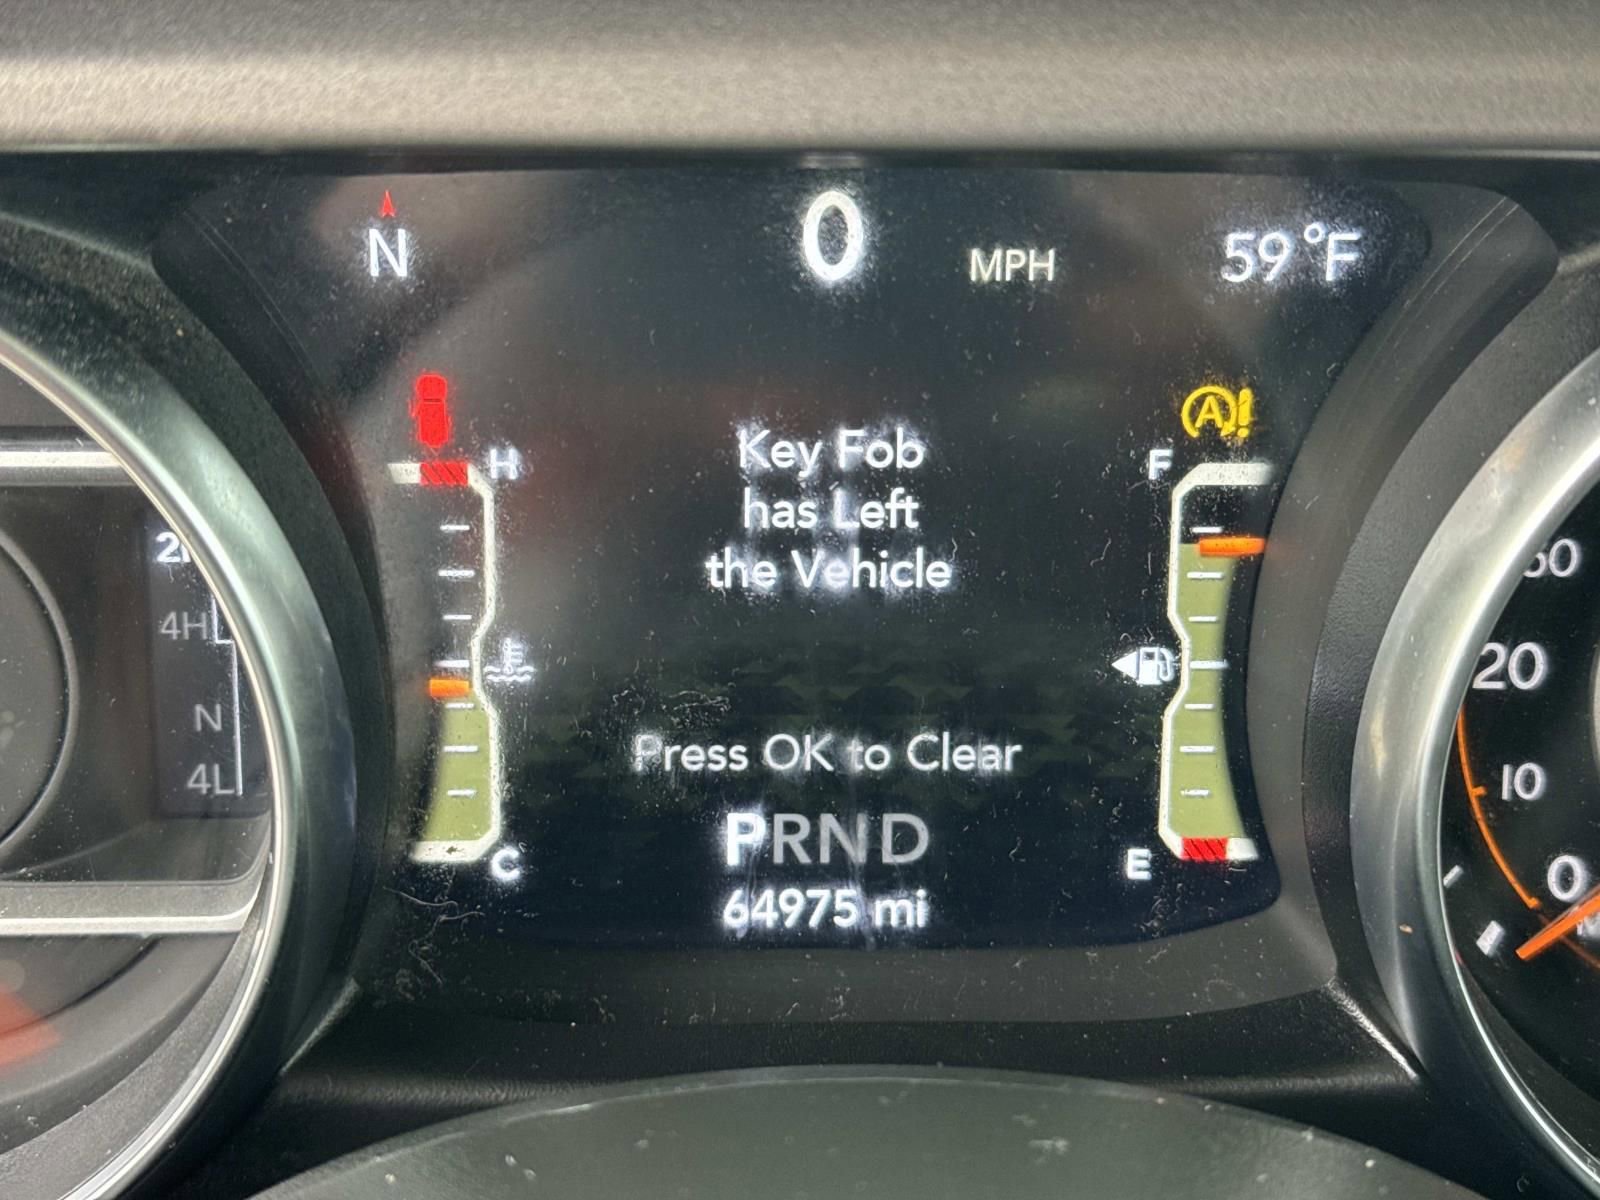 N
0 MPH
59°F
H
F
Key Fob
has Left
the Vehicle
4H
N
4L
Press OK to Clear
PRND
64975 mi
C
E
20
10
0